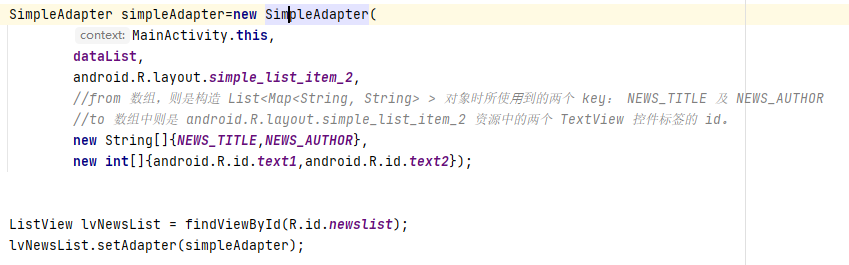 SimpleAdapter simpleAdapter=new SimpleAdapter(
context: MainActivity.this,
dataList,
android.R.layout.simple_list_item_2,
//from 数组，则是构造 List<Map<String, String> > 对象时所使用到的两个 key： NEWS_TITLE 及 NEWS_AUTHOR
//to 数组中则是 android.R.layout.simple_list_item_2 资源中的两个 TextView 控件标签的 id。
new String[]{NEWS_TITLE,NEWS_AUTHOR},
new int[]{android.R.id.text1,android.R.id.text2});
ListView lvNewsList = findViewById(R.id.newslist);
lvNewsList.setAdapter(simpleAdapter);